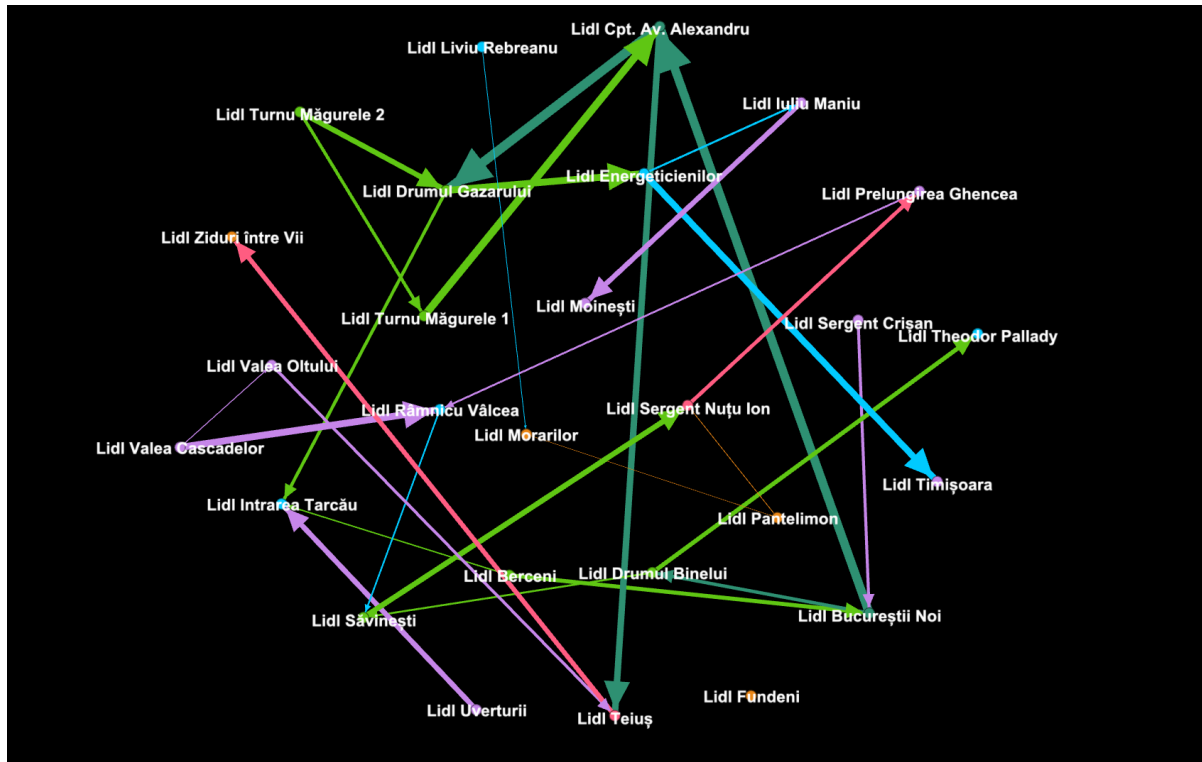 Lidl Cpt. Av. Alexandru
Lidl Liviu Rebreanu
Lidl Iuliu Maniu
Lidl Turnu Măgurele 2
Lidl Energeticienilor
Lidl Drumul Gazarului
Lidl Prelungirea Ghencea
Lidl Ziduri între Vii
Lidl Moinești
Lidl Turnu Măgurele 1
Lidl Sergent Crișan
Lidl Theodor Pallady
Lidl Valea Oltului
Lidl Râmnicu Vâlcea
Lidl Sergent Nuțu Ion
Lidl Morarilor
Lidl Valea Cascadelor
Lidl Timișoara
Lidl Intrarea Tarcău
Lidl Pantelimon
Lidl Berceni
Lidl Drumul Binelui
Lidl Săvinești
Lidl Bucureștii Noi
Lidl Fundeni
Lidl Uverturii
Lidl Teiuș